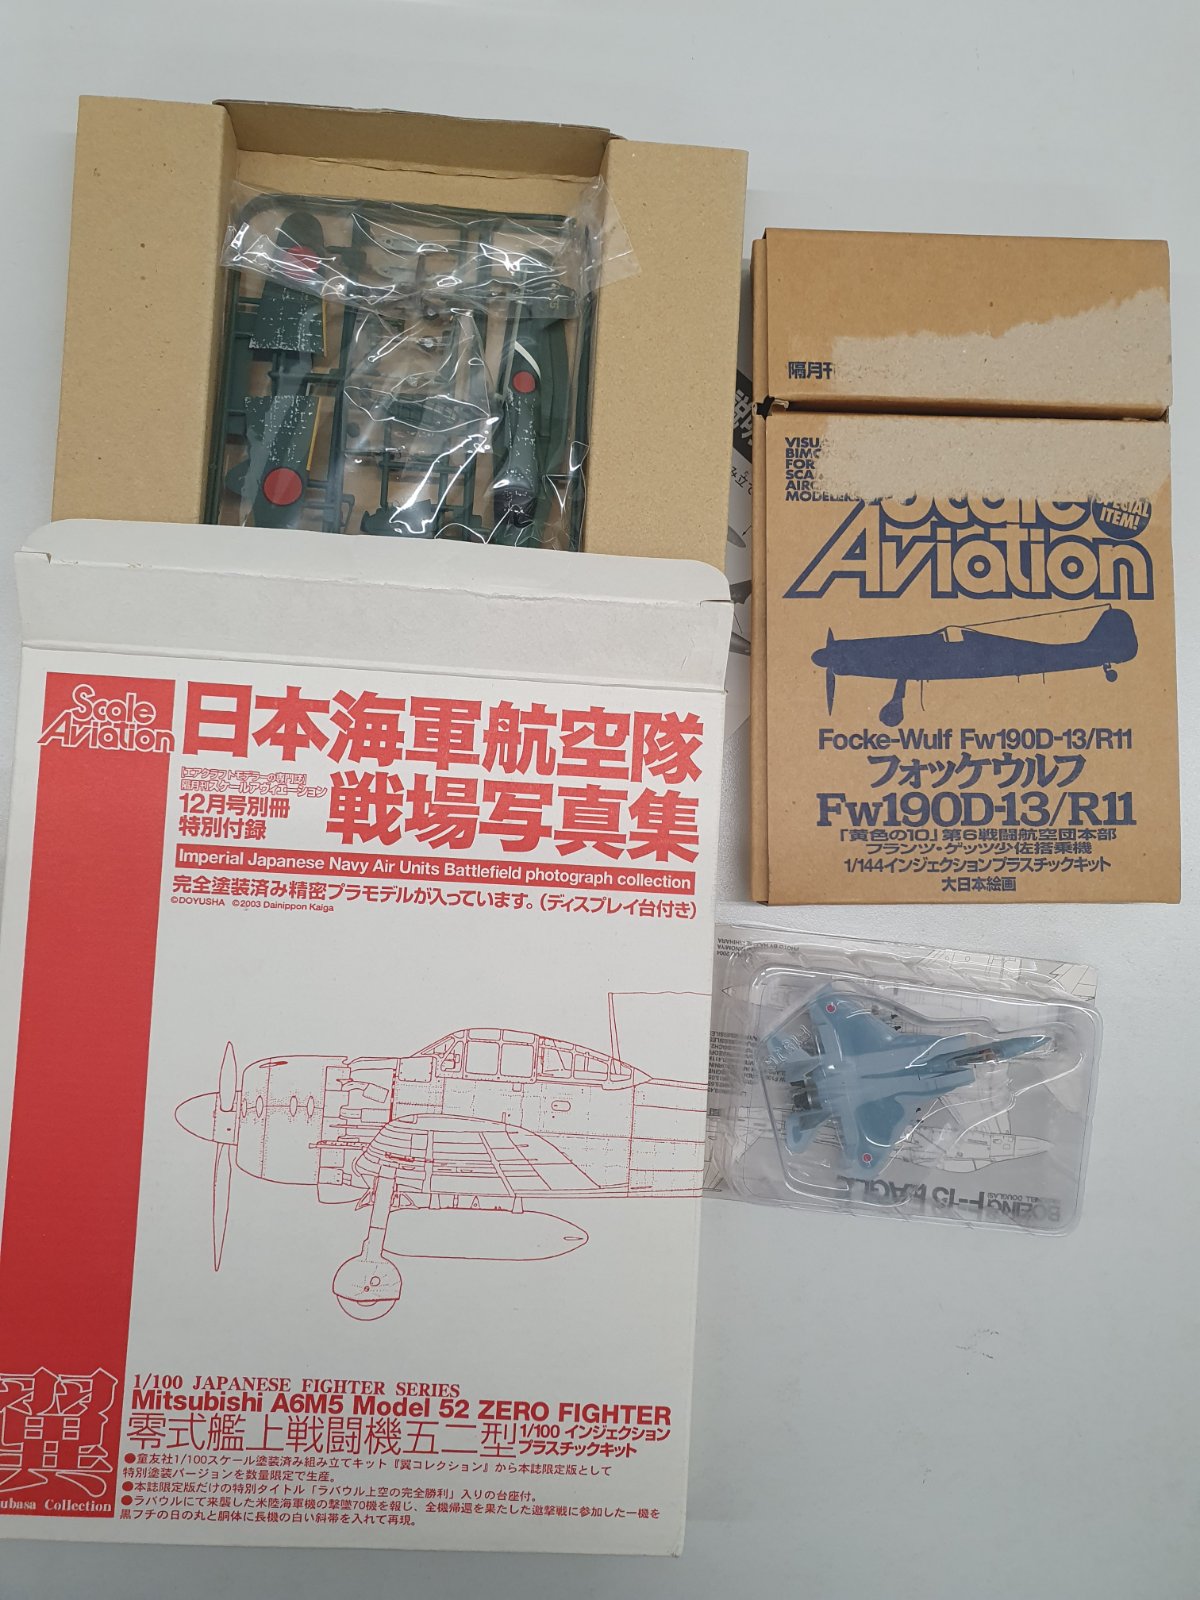 隔月刊
VISU
BIMO
FOR
SCA
AIRC
MODELERS
Scale
Aviation
SPECIAL
ITEM!
Focke-Wulf Fw190D-13/R11
フォッケウルフ
Fw190D-13/R11
「黄色の10」第6戦闘航空団本部
フランツ・ゲッツ少佐搭乗機
1/144インジェクションプラスチックキット
大日本絵画
Scale
Aviation
日本海軍航空隊
戦場写真集
【エアクラフトモデラーの専門誌】
隔月刊スケールアヴィエーション
12月号別冊
特別付録
Imperial Japanese Navy Air Units Battlefield photograph collection
完全塗装済み精密プラモデルが入っています。(ディスプレイ台付き)
©DOYUSHA ©2003 Dainippon Kaiga
翼
ubasa Collection
1/100 JAPANESE FIGHTER SERIES
Mitsubishi A6M5 Model 52 ZERO FIGHTER
零式艦上戦闘機五二型
1/100 インジェクション
プラスチックキット
●童友社1/100スケール塗装済み組み立てキット『翼コレクション』から本誌限定版として
特別塗装バージョンを数量限定で生産。
●本誌限定版だけの特別タイトル「ラバウル上空の完全勝利」入りの台座付。
●ラバウルにて来襲した米陸海軍機の撃墜70機を報じ、全機帰還を果たした邀撃戦に参加した一機を
黒フチの日の丸と胴体に長機の白い斜帯を入れて再現。
BOEING F-15 EAGLE